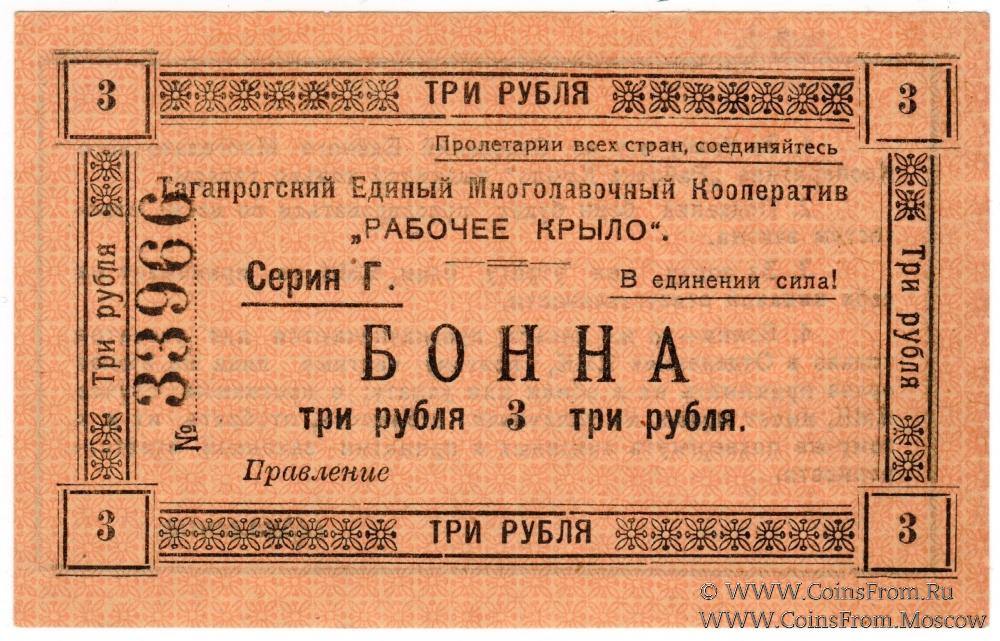 3 ТРИ РУБЛЯ 3
Пролетарии всех стран, соединяйтесь
Таганрогский Единый Многолавочный Кооператив
„РАБОЧЕЕ КРЫЛО“.
Серия Г.
В единении сила!
БОННА
три рубля 3 три рубля.
Правление
Три рубля
№ 33960
Три рубля
3 ТРИ РУБЛЯ 3
© WWW.CoinsFrom.Ru
WWW.CoinsFrom.Moscow